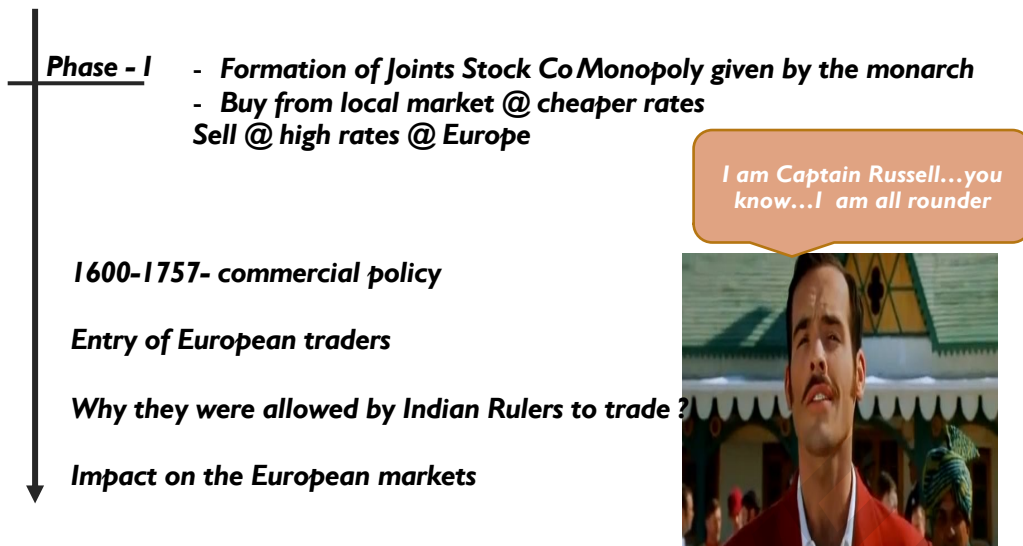 Phase - I
- Formation of Joints Stock Co Monopoly given by the monarch
- Buy from local market @ cheaper rates
Sell @ high rates @ Europe
I am Captain Russell...you
know...I am all rounder
1600-1757- commercial policy
Entry of European traders
Why they were allowed by Indian Rulers to trade ?
Impact on the European markets